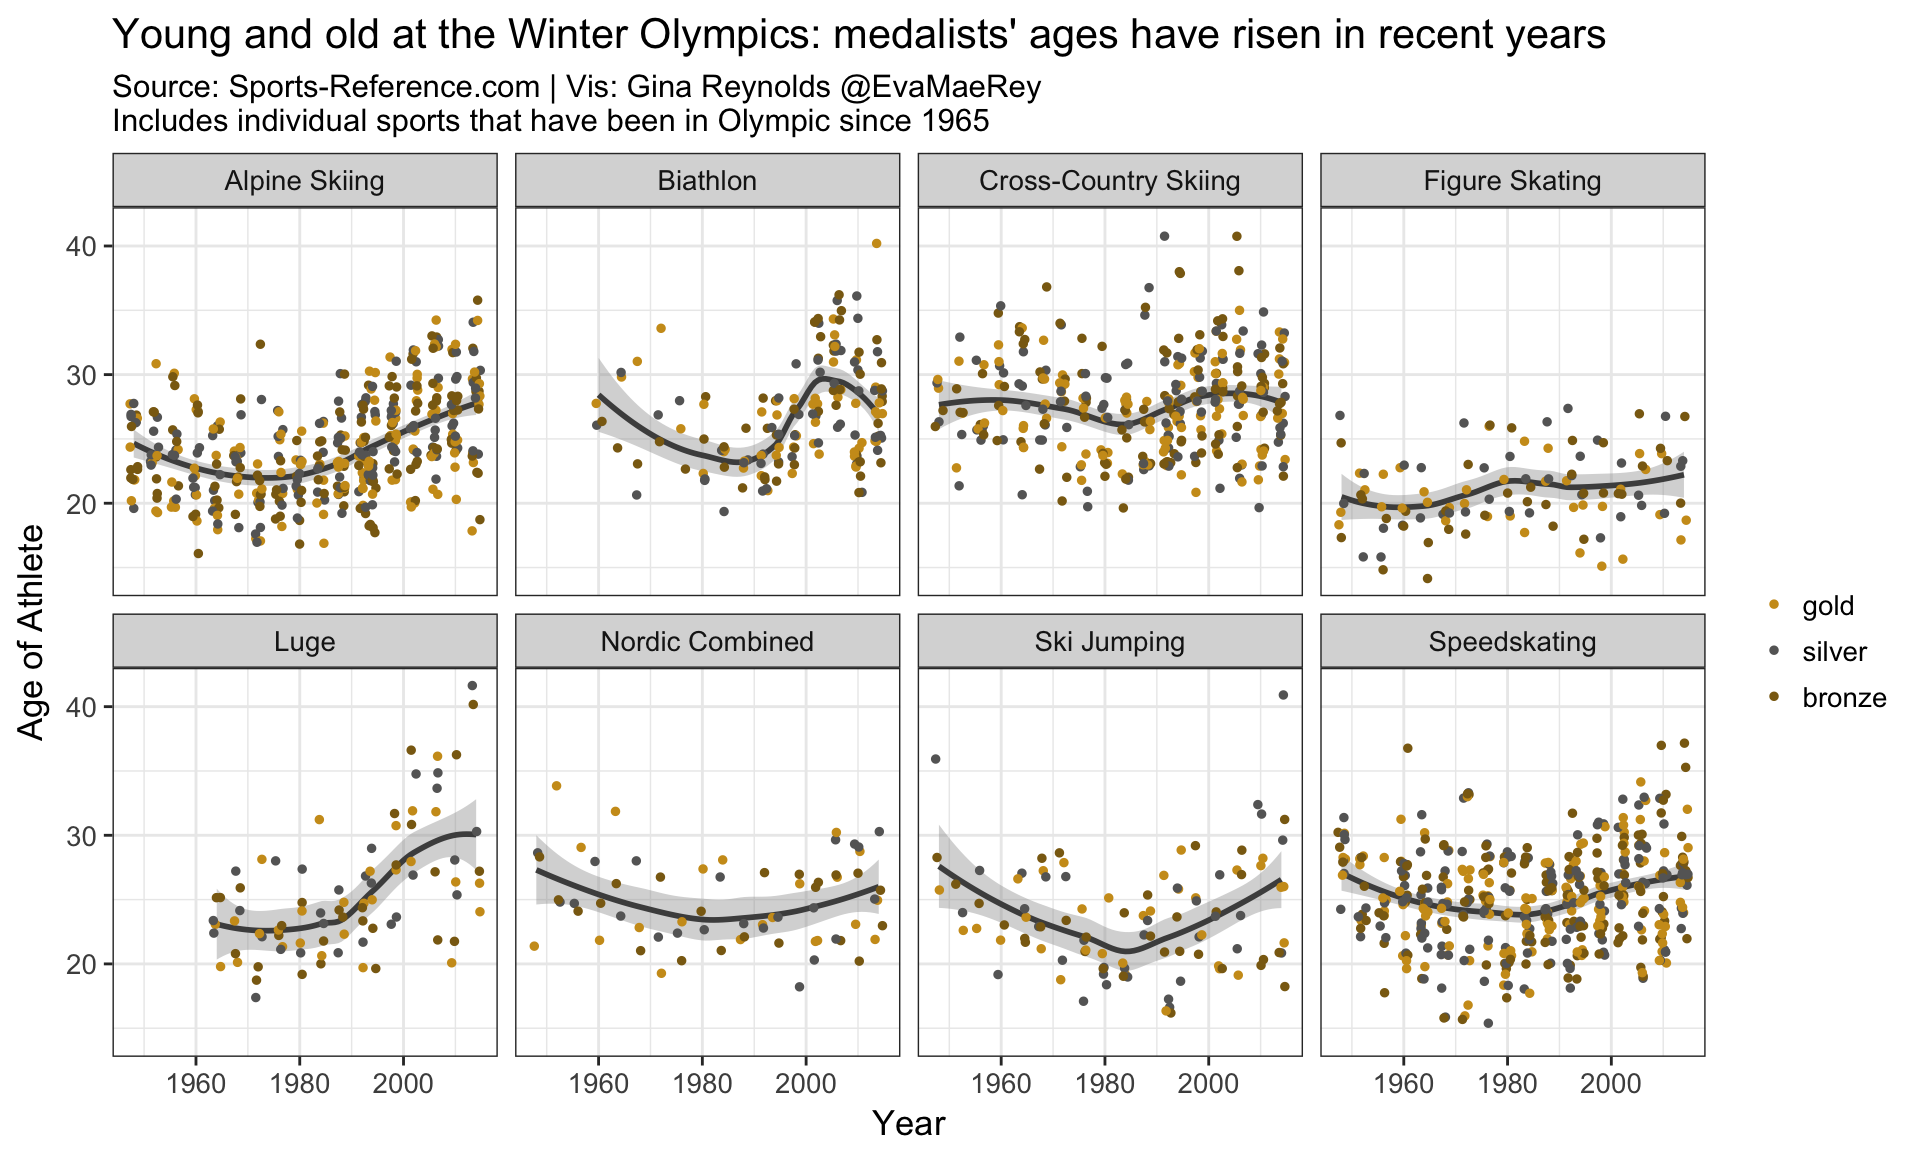 Young and old at the Winter Olympics: medalists' ages have risen in recent years
Source: Sports-Reference.com | Vis: Gina Reynolds @EvaMaeRey
Includes individual sports that have been in Olympic since 1965
Alpine Skiing
Biathlon
Cross-Country Skiing
Figure Skating
40
30
20
Luge
Nordic Combined
Ski Jumping
Speedskating
40
30
20
1960 1980 2000
1960 1980 2000
1960 1980 2000
1960 1980 2000
Year
Age of Athlete
gold
silver
bronze